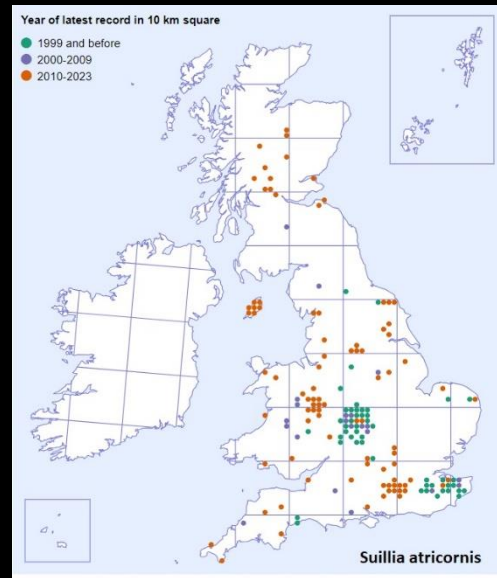 Year of latest record in 10 km square
1999 and before
2000-2009
2010-2023
Suillia atricornis